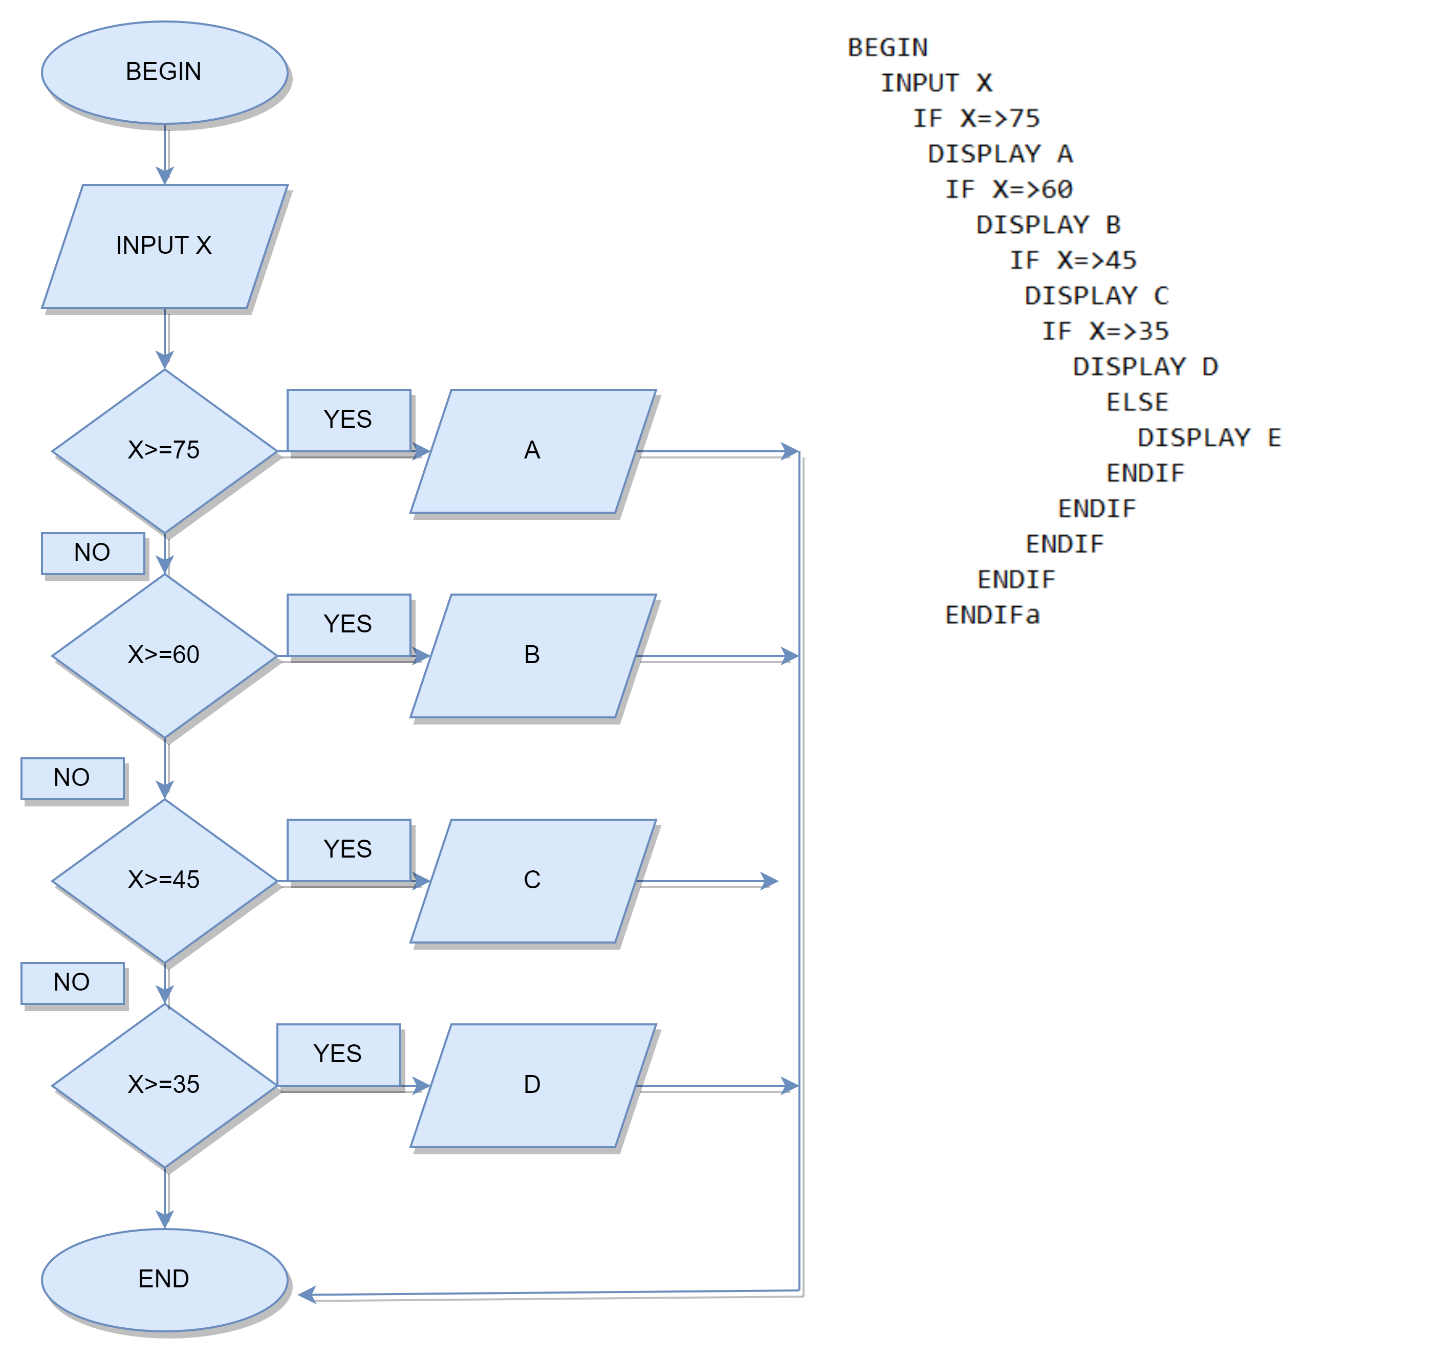 BEGIN
INPUT X
X>=75
YES
A
NO
X>=60
YES
B
NO
X>=45
YES
C
NO
X>=35
YES
D
END
BEGIN
INPUT X
IF X=>75
DISPLAY A
IF X=>60
DISPLAY B
IF X=>45
DISPLAY C
IF X=>35
DISPLAY D
ELSE
DISPLAY E
ENDIF
ENDIF
ENDIF
ENDIF
ENDIFa